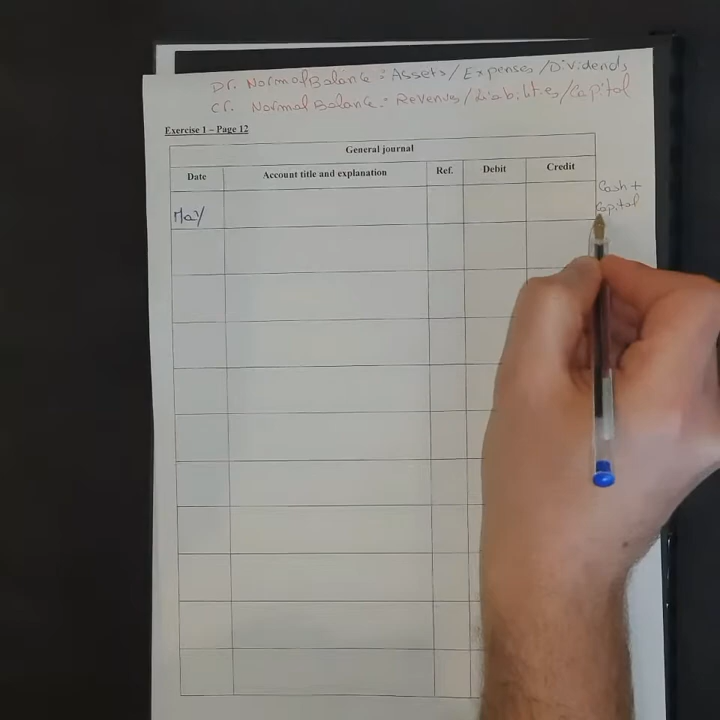 Dr. Normal Balance : Assets / Expenses / Dividends
Cr. Normal Balance : Revenues / Liabilities / Capital
Exercise 1 – Page 12
General journal
Date Account title and explanation Ref. Debit Credit
Cash +
Capital
May